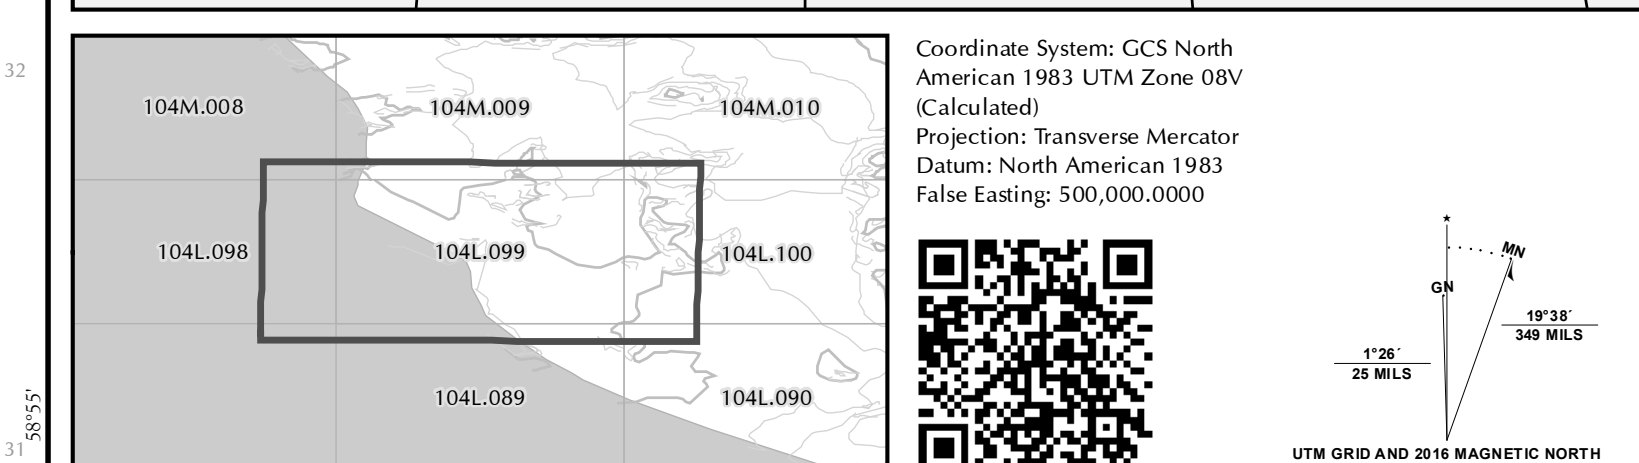 32
31
58°55'
104M.008
104M.009
104M.010
104L.098
104L.099
104L.100
104L.089
104L.090
Coordinate System: GCS North
American 1983 UTM Zone 08V
(Calculated)
Projection: Transverse Mercator
Datum: North American 1983
False Easting: 500,000.0000
MN
GN
19°38´
349 MILS
1°26´
25 MILS
UTM GRID AND 2016 MAGNETIC NORTH